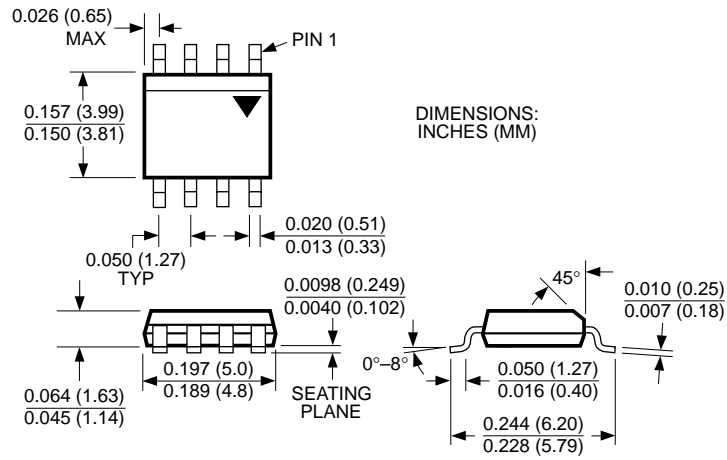 0.026 (0.65)
MAX
PIN 1
0.157 (3.99)
0.150 (3.81)
DIMENSIONS:
INCHES (MM)
0.020 (0.51)
0.013 (0.33)
0.050 (1.27)
TYP
0.0098 (0.249)
0.0040 (0.102)
45°
0.010 (0.25)
0.007 (0.18)
0°–8°
0.064 (1.63)
0.045 (1.14)
0.197 (5.0)
0.189 (4.8)
SEATING
PLANE
0.050 (1.27)
0.016 (0.40)
0.244 (6.20)
0.228 (5.79)